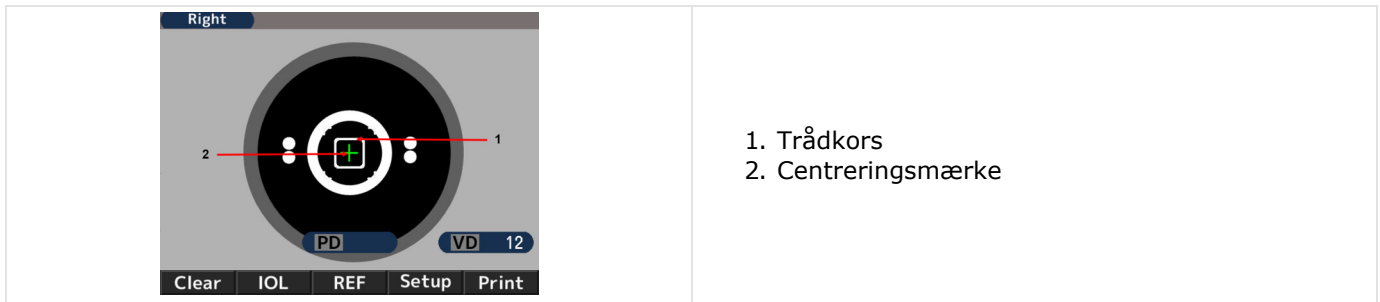 Right
1
2
PD
VD 12
Clear IOL REF Setup Print
1. Trådkors
2. Centreringsmærke